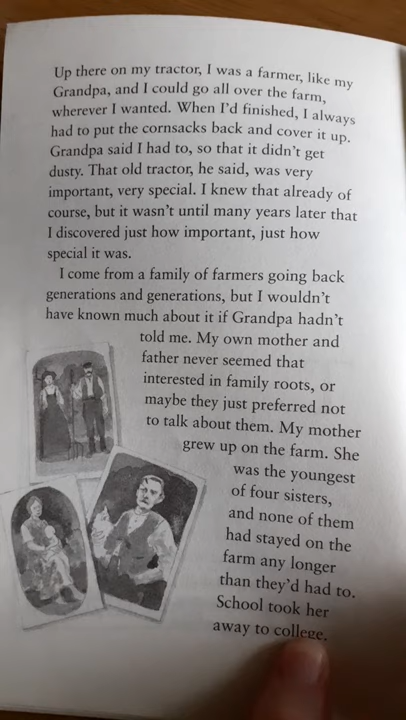 Up there on my tractor, I was a farmer, like my
Grandpa, and I could go all over the farm,
wherever I wanted. When I'd finished, I always
had to put the cornsacks back and cover it up.
Grandpa said I had to, so that it didn't get
dusty. That old tractor, he said, was very
important, very special. I knew that already of
course, but it wasn't until many years later that
I discovered just how important, just how
special it was.
I come from a family of farmers going back
generations and generations, but I wouldn't
have known much about it if Grandpa hadn't
told me. My own mother and
father never seemed that
interested in family roots, or
maybe they just preferred not
to talk about them. My mother
grew up on the farm. She
was the youngest
of four sisters,
and none of them
had stayed on the
farm any longer
than they'd had to.
School took her
away to college.